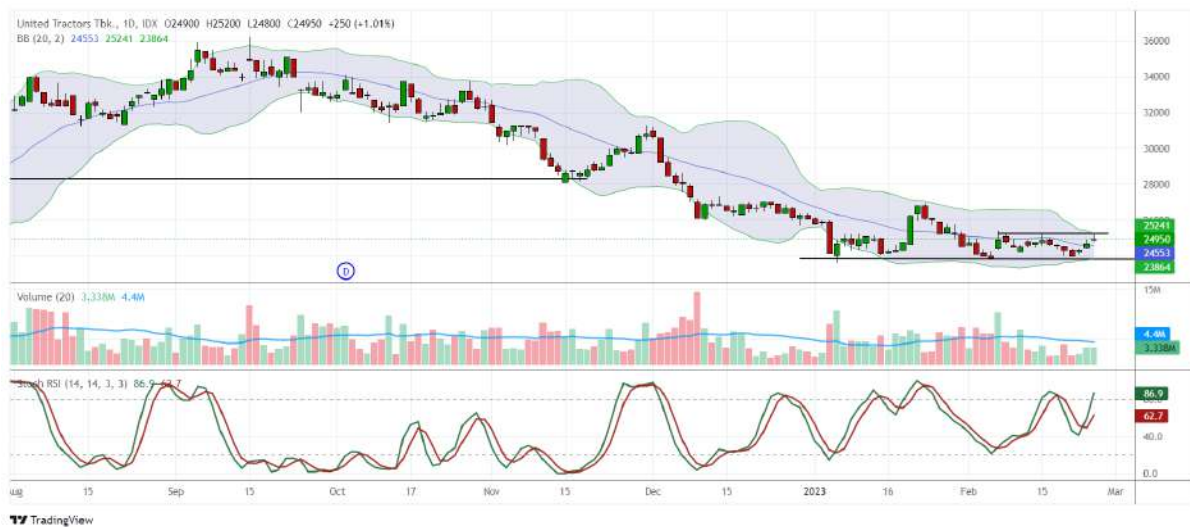 United Tractors Tbk., 1D, IDX O24900 H25200 L24800 C24950 +250 (+1.01%)
BB (20, 2) 24553 25241 23864
36000
34000
32000
30000
28000
25241
24950
24553
23864
D
Volume (20) 3.338M 4.4M
15M
4.4M
3.338M
Stoch RSI (14, 14, 3, 3) 86.9 62.7
86.9
62.7
40.0
0.0
Aug 15 Sep 15 Oct 17 Nov 15 Dec 15 2023 16 Feb 15 Mar
TradingView